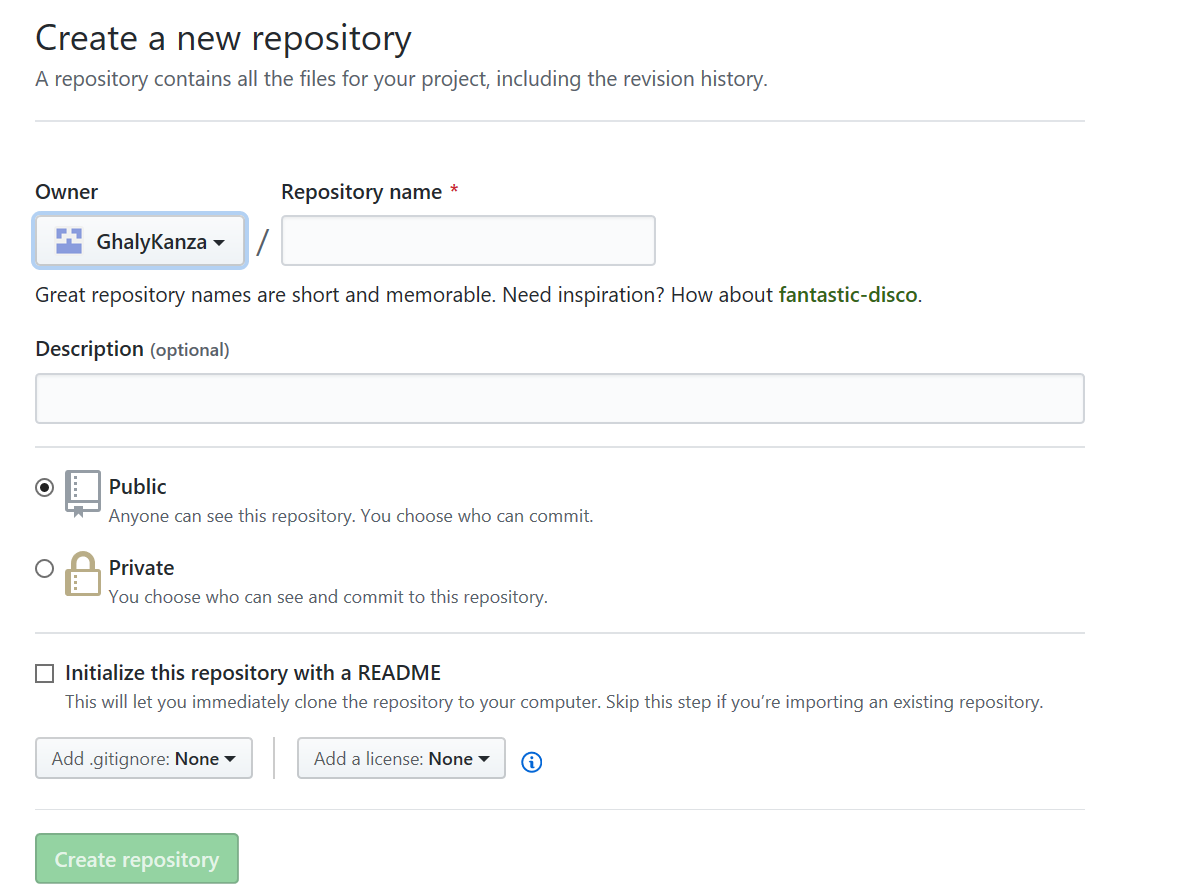 Create a new repository
A repository contains all the files for your project, including the revision history.
Owner
Repository name *
GhalyKanza
/
Great repository names are short and memorable. Need inspiration? How about fantastic-disco.
Description (optional)
Public
Anyone can see this repository. You choose who can commit.
Private
You choose who can see and commit to this repository.
Initialize this repository with a README
This will let you immediately clone the repository to your computer. Skip this step if you’re importing an existing repository.
Add .gitignore: None
Add a license: None
Create repository